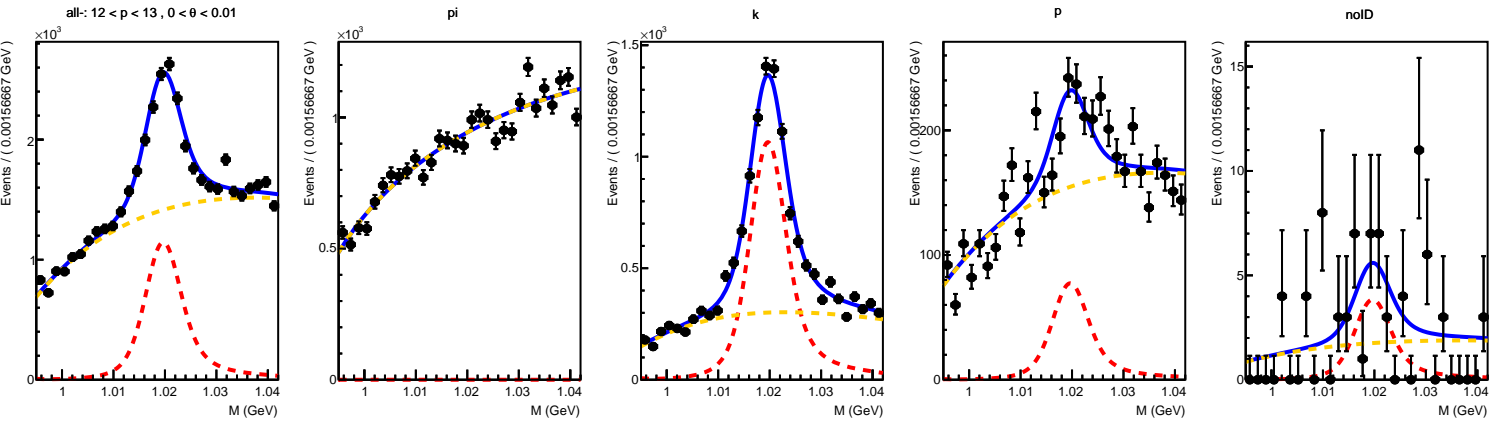 all-: 12 < p < 13 , 0 < θ < 0.01
×10³
Events / ( 0.00156667 GeV )
2
1
0
1 1.01 1.02 1.03 1.04
M (GeV)
pi
×10³
Events / ( 0.00156667 GeV )
1
0.5
0
1 1.01 1.02 1.03 1.04
M (GeV)
k
×10³
Events / ( 0.00156667 GeV )
1.5
1
0.5
0
1 1.01 1.02 1.03 1.04
M (GeV)
p
Events / ( 0.00156667 GeV )
200
100
0
1 1.01 1.02 1.03 1.04
M (GeV)
noID
Events / ( 0.00156667 GeV )
15
10
5
0
1 1.01 1.02 1.03 1.04
M (GeV)